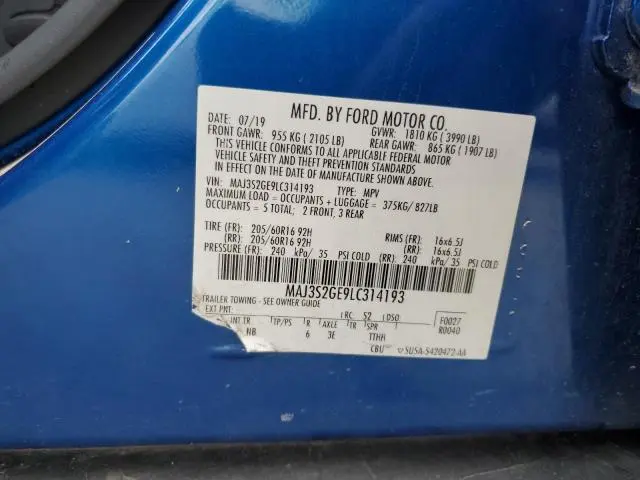 MFD. BY FORD MOTOR CO.
DATE: 07/19 GVWR: 1810 KG ( 3990 LB)
FRONT GAWR: 955 KG ( 2105 LB) REAR GAWR: 865 KG ( 1907 LB)
THIS VEHICLE CONFORMS TO ALL APPLICABLE FEDERAL MOTOR
VEHICLE SAFETY AND THEFT PREVENTION STANDARDS
IN EFFECT ON THE DATE OF MANUFACTURE SHOWN ABOVE.
VIN: MAJ3S2GE9LC314193 TYPE: MPV
MAXIMUM LOAD = OCCUPANTS + LUGGAGE = 375KG/ 827LB
OCCUPANTS = 5 TOTAL; 2 FRONT, 3 REAR
TIRE (FR): 205/60R16 92H RIMS (FR): 16x6.5J
(RR): 205/60R16 92H (RR): 16x6.5J
PRESSURE (FR): 240 kPa/ 35 PSI COLD (RR): 240 kPa/ 35 PSI COLD
MAJ3S2GE9LC314193
TRAILER TOWING - SEE OWNER GUIDE
EXT PNT: RC: 52 DSO: F0027
R0040
INT TR TP/PS R AXLE TR SPR
NB 6 3E TTHH
CBU SU5A-S420472-AA